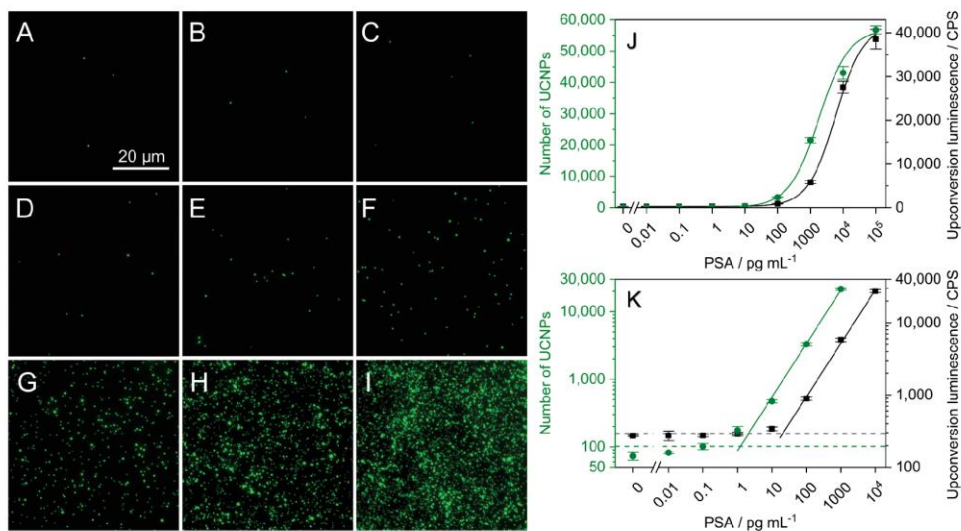 A
B
C
20 µm
D
E
F
G
H
I
J
Number of UCNPs
60,000
50,000
40,000
30,000
20,000
10,000
0
Upconversion luminescence / CPS
40,000
30,000
20,000
10,000
0
0
0.01
0.1
1
10
100
1000
10⁴
10⁵
PSA / pg mL⁻¹
K
Number of UCNPs
30,000
10,000
1,000
100
50
Upconversion luminescence / CPS
40,000
10,000
1,000
100
0
0.01
0.1
1
10
100
1000
10⁴
PSA / pg mL⁻¹